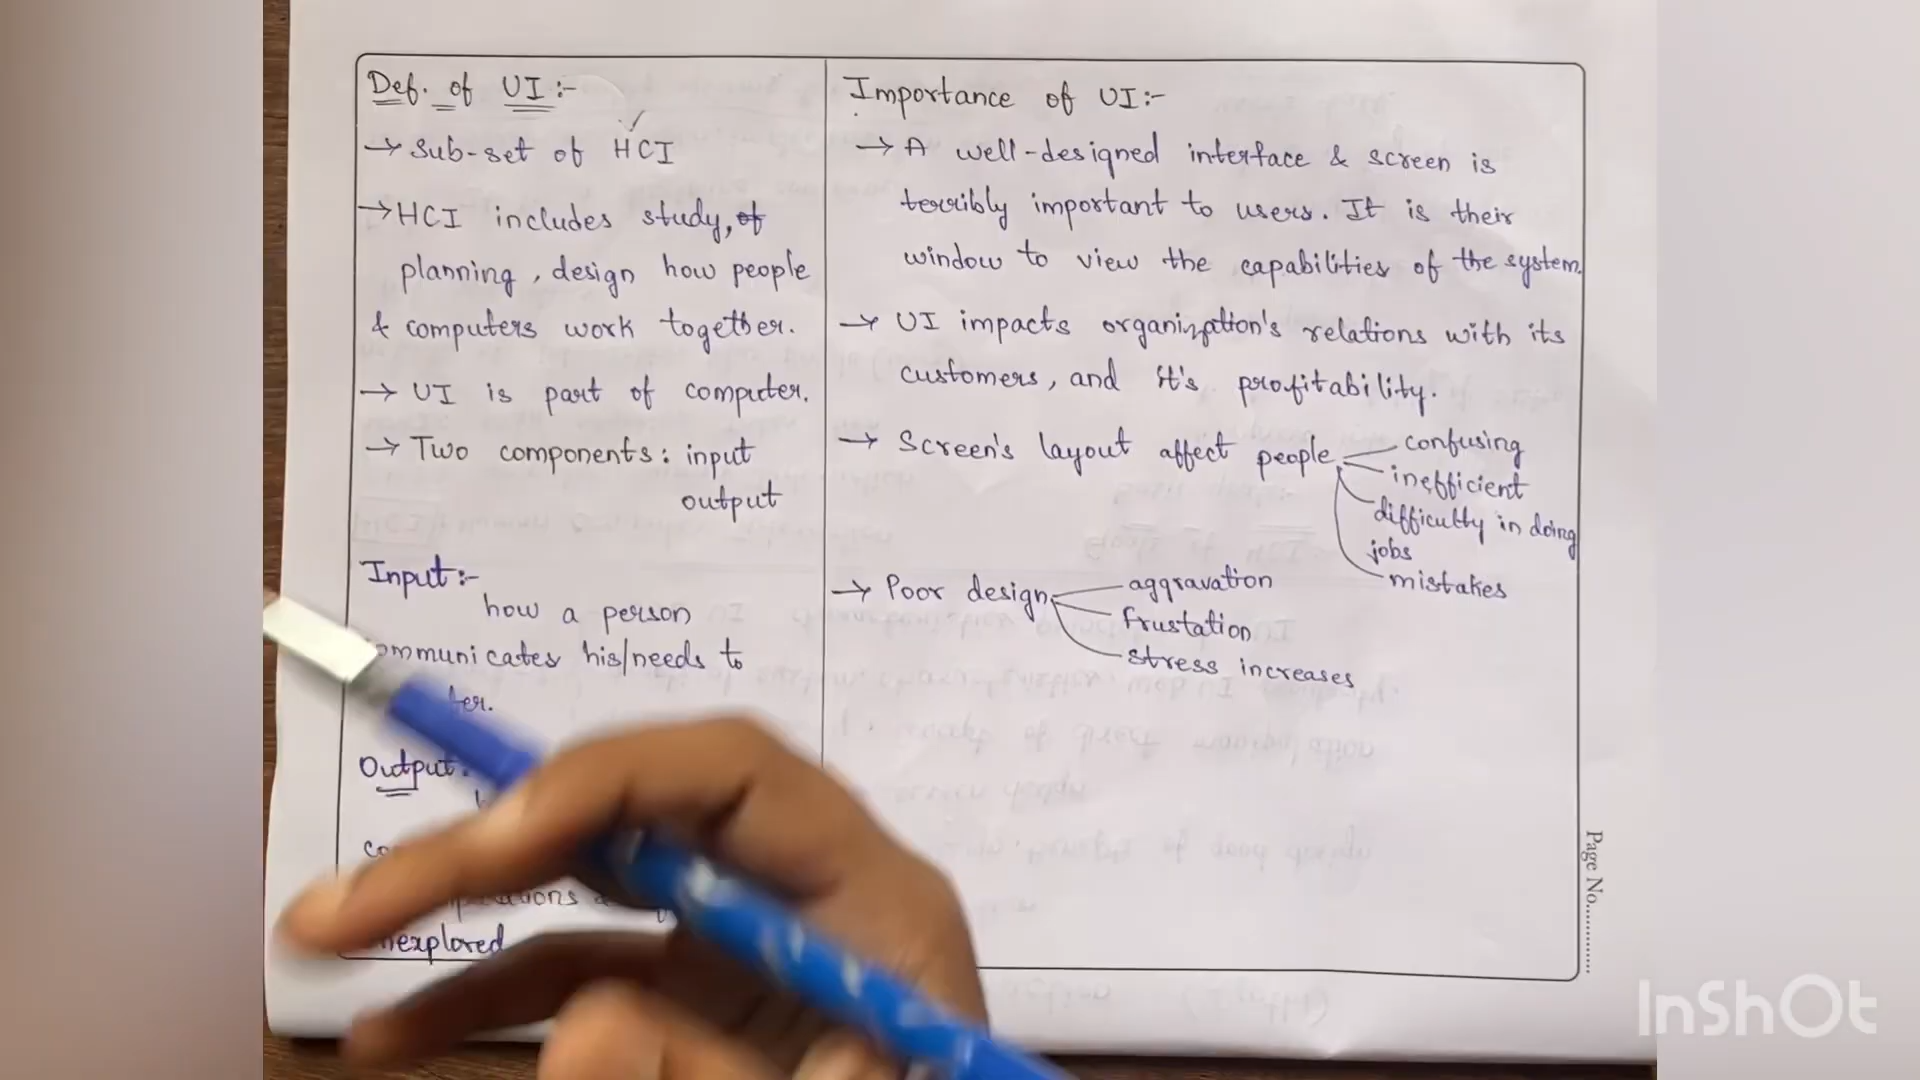 Def. of UI:-
→ Sub-set of HCI
→ HCI includes study, of
planning, design how people
& computers work together.
→ UI is part of computer.
→ Two components: input
output
Input:-
how a person
his/needs to
Output:
Importance of UI:-
→ A well-designed interface & screen is
terribly important to users. It is their
window to view the capabilities of the system.
→ UI impacts organization's relations with its
customers, and it's profitability.
→ Screen's layout affect people
confusing
inefficient
difficulty in doing
jobs
mistakes
→ Poor design
aggravation
frustation
stress increases
Page No............
InShOt